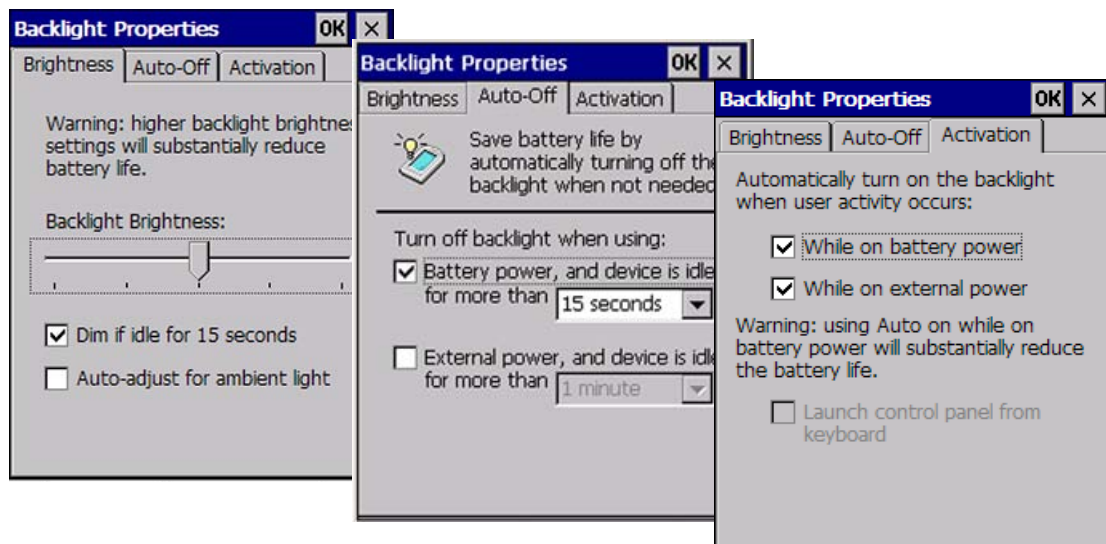 Backlight Properties OK ×
Brightness Auto-Off Activation
Warning: higher backlight brightnes
settings will substantially reduce
battery life.
Backlight Brightness:
Dim if idle for 15 seconds
Auto-adjust for ambient light
Backlight Properties OK ×
Brightness Auto-Off Activation
Save battery life by
automatically turning off the
backlight when not needed
Turn off backlight when using:
Battery power, and device is idle
for more than 15 seconds
External power, and device is idle
for more than 1 minute
Backlight Properties OK ×
Brightness Auto-Off Activation
Automatically turn on the backlight
when user activity occurs:
While on battery power
While on external power
Warning: using Auto on while on
battery power will substantially reduce
the battery life.
Launch control panel from
keyboard